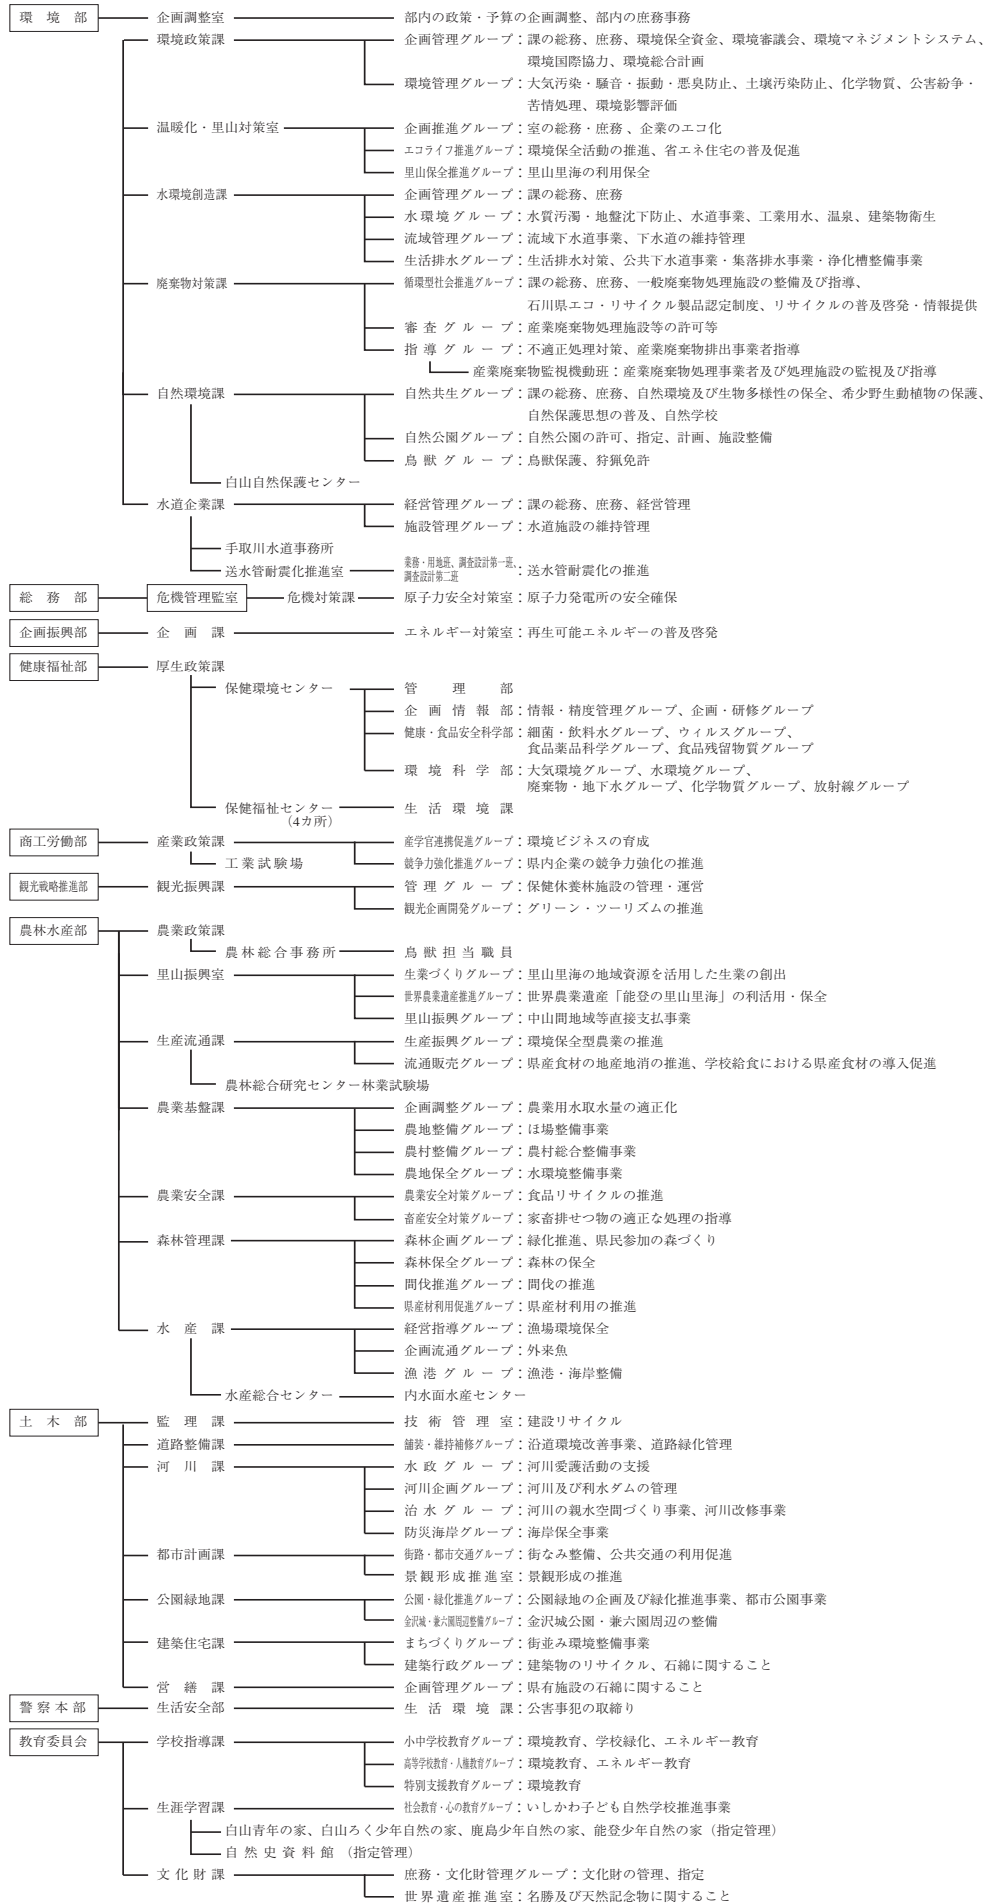 環境部 企画調整室 部内の政策・予算の企画調整、部内の庶務事務
環境政策課 企画管理グループ：課の総務、庶務、環境保全資金、環境審議会、環境マネジメントシステム、
環境国際協力、環境総合計画
環境管理グループ：大気汚染・騒音・振動・悪臭防止、土壌汚染防止、化学物質、公害紛争・
苦情処理、環境影響評価
温暖化・里山対策室 企画推進グループ：室の総務・庶務、企業のエコ化
エコライフ推進グループ：環境保全活動の推進、省エネ住宅の普及促進
里山保全推進グループ：里山里海の利用保全
水環境創造課 企画管理グループ：課の総務、庶務
水環境グループ：水質汚濁・地盤沈下防止、水道事業、工業用水、温泉、建築物衛生
流域管理グループ：流域下水道事業、下水道の維持管理
生活排水グループ：生活排水対策、公共下水道事業・集落排水事業・浄化槽整備事業
廃棄物対策課 循環型社会推進グループ：課の総務、庶務、一般廃棄物処理施設の整備及び指導、
石川県エコ・リサイクル製品認定制度、リサイクルの普及啓発・情報提供
審査グループ：産業廃棄物処理施設等の許可等
指導グループ：不適正処理対策、産業廃棄物排出事業者指導
産業廃棄物監視機動班：産業廃棄物処理事業者及び処理施設の監視及び指導
自然環境課 自然共生グループ：課の総務、庶務、自然環境及び生物多様性の保全、希少野生動植物の保護、
自然保護思想の普及、自然学校
自然公園グループ：自然公園の許可、指定、計画、施設整備
鳥獣グループ：鳥獣保護、狩猟免許
白山自然保護センター
水道企業課 経営管理グループ：課の総務、庶務、経営管理
施設管理グループ：水道施設の維持管理
手取川水道事務所
送水管耐震化推進室 業務・用地班、調査設計第一班、調査設計第二班：送水管耐震化の推進
総務部 危機管理監室 危機対策課 原子力安全対策室：原子力発電所の安全確保
企画振興部 企画課 エネルギー対策室：再生可能エネルギーの普及啓発
健康福祉部 厚生政策課
保健環境センター 管理部
企画情報部：情報・精度管理グループ、企画・研修グループ
健康・食品安全科学部：細菌・飲料水グループ、ウィルスグループ、
食品薬品科学グループ、食品残留物質グループ
環境科学部：大気環境グループ、水環境グループ、
廃棄物・地下水グループ、化学物質グループ、放射線グループ
保健福祉センター 生活環境課
（4カ所）
商工労働部 産業政策課 産学官連携促進グループ：環境ビジネスの育成
工業試験場 競争力強化推進グループ：県内企業の競争力強化の推進
観光戦略推進部 観光振興課 管理グループ：保健休養林施設の管理・運営
観光企画開発グループ：グリーン・ツーリズムの推進
農林水産部 農業政策課
農林総合事務所 鳥獣担当職員
里山振興室 生業づくりグループ：里山里海の地域資源を活用した生業の創出
世界農業遺産推進グループ：世界農業遺産「能登の里山里海」の利活用・保全
里山振興グループ：中山間地域等直接支払事業
生産流通課 生産振興グループ：環境保全型農業の推進
流通販売グループ：県産食材の地産地消の推進、学校給食における県産食材の導入促進
農林総合研究センター林業試験場
農業基盤課 企画調整グループ：農業用水取水量の適正化
農地整備グループ：ほ場整備事業
農村整備グループ：農村総合整備事業
農地保全グループ：水環境整備事業
農業安全課 農業安全対策グループ：食品リサイクルの推進
畜産安全対策グループ：家畜排せつ物の適正な処理の指導
森林管理課 森林企画グループ：緑化推進、県民参加の森づくり
森林保全グループ：森林の保全
間伐推進グループ：間伐の推進
県産材利用促進グループ：県産材利用の推進
水産課 経営指導グループ：漁場環境保全
企画流通グループ：外来魚
漁港グループ：漁港・海岸整備
水産総合センター 内水面水産センター
土木部 監理課 技術管理室：建設リサイクル
道路整備課 舗装・維持補修グループ：沿道環境改善事業、道路緑化管理
河川課 水政グループ：河川愛護活動の支援
河川企画グループ：河川及び利水ダムの管理
治水グループ：河川の親水空間づくり事業、河川改修事業
防災海岸グループ：海岸保全事業
都市計画課 街路・都市交通グループ：街なみ整備、公共交通の利用促進
景観形成推進室：景観形成の推進
公園緑地課 公園・緑化推進グループ：公園緑地の企画及び緑化推進事業、都市公園事業
金沢城・兼六園周辺整備グループ：金沢城公園・兼六園周辺の整備
建築住宅課 まちづくりグループ：街並み環境整備事業
建築行政グループ：建築物のリサイクル、石綿に関すること
営繕課 企画管理グループ：県有施設の石綿に関すること
警察本部 生活安全部 生活環境課：公害事犯の取締り
教育委員会 学校指導課 小中学校教育グループ：環境教育、学校緑化、エネルギー教育
高等学校教育・人権教育グループ：環境教育、エネルギー教育
特別支援教育グループ：環境教育
生涯学習課 社会教育・心の教育グループ：いしかわ子ども自然学校推進事業
白山青年の家、白山ろく少年自然の家、鹿島少年自然の家、能登少年自然の家（指定管理）
自然史資料館（指定管理）
文化財課 庶務・文化財管理グループ：文化財の管理、指定
世界遺産推進室：名勝及び天然記念物に関すること